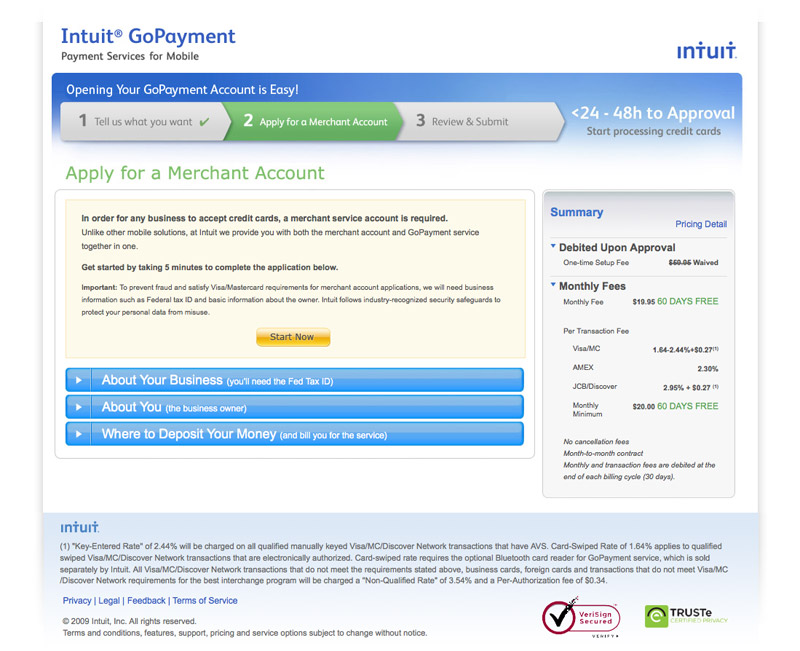 Intuit® GoPayment
Payment Services for Mobile
intuit.
Opening Your GoPayment Account is Easy!
1 Tell us what you want ✔
2 Apply for a Merchant Account
3 Review & Submit
<24 - 48h to Approval
Start processing credit cards
Apply for a Merchant Account
In order for any business to accept credit cards, a merchant service account is required.
Unlike other mobile solutions, at Intuit we provide you with both the merchant account and GoPayment service
together in one.
Get started by taking 5 minutes to complete the application below.
Important: To prevent fraud and satisfy Visa/Mastercard requirements for merchant account applications, we will need business
information such as Federal tax ID and basic information about the owner. Intuit follows industry-recognized security safeguards to
protect your personal data from misuse.
Start Now
About Your Business (you'll need the Fed Tax ID)
About You (the business owner)
Where to Deposit Your Money (and bill you for the service)
Summary
Pricing Detail
Debited Upon Approval
One-time Setup Fee $59.95 Waived
Monthly Fees
Monthly Fee $19.95 60 DAYS FREE
Per Transaction Fee
Visa/MC 1.64-2.44%+$0.27(1)
AMEX 2.30%
JCB/Discover 2.95% + $0.27 (1)
Monthly
Minimum $20.00 60 DAYS FREE
No cancellation fees
Month-to-month contract
Monthly and transaction fees are debited at the
end of each billing cycle (30 days).
intuit.
(1) "Key-Entered Rate" of 2.44% will be charged on all qualified manually keyed Visa/MC/Discover Network transactions that have AVS. Card-Swiped Rate of 1.64% applies to qualified
swiped Visa/MC/Discover Network transactions that are electronically authorized. Card-swiped rate requires the optional Bluetooth card reader for GoPayment service, which is sold
separately by Intuit. All Visa/MC/Discover Network transactions that do not meet the requirements stated above, business cards, foreign cards and transactions that do not meet Visa/MC
/Discover Network requirements for the best interchange program will be charged a "Non-Qualified Rate" of 3.54% and a Per-Authorization fee of $0.34.
Privacy | Legal | Feedback | Terms of Service
© 2009 Intuit, Inc. All rights reserved.
Terms and conditions, features, support, pricing and service options subject to change without notice.
VeriSign
Secured
VERIFY
TRUSTe
CERTIFIED PRIVACY